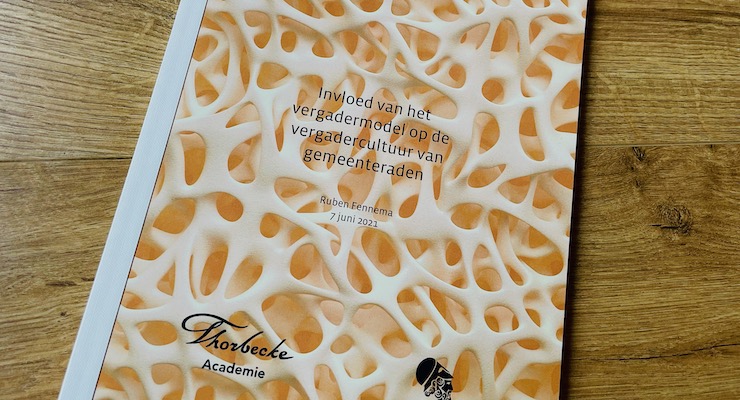 Invloed van het
vergadermodel op de
vergadercultuur van
gemeenteraden
Ruben Fennema
7 juni 2021
Thorbecke
Academie